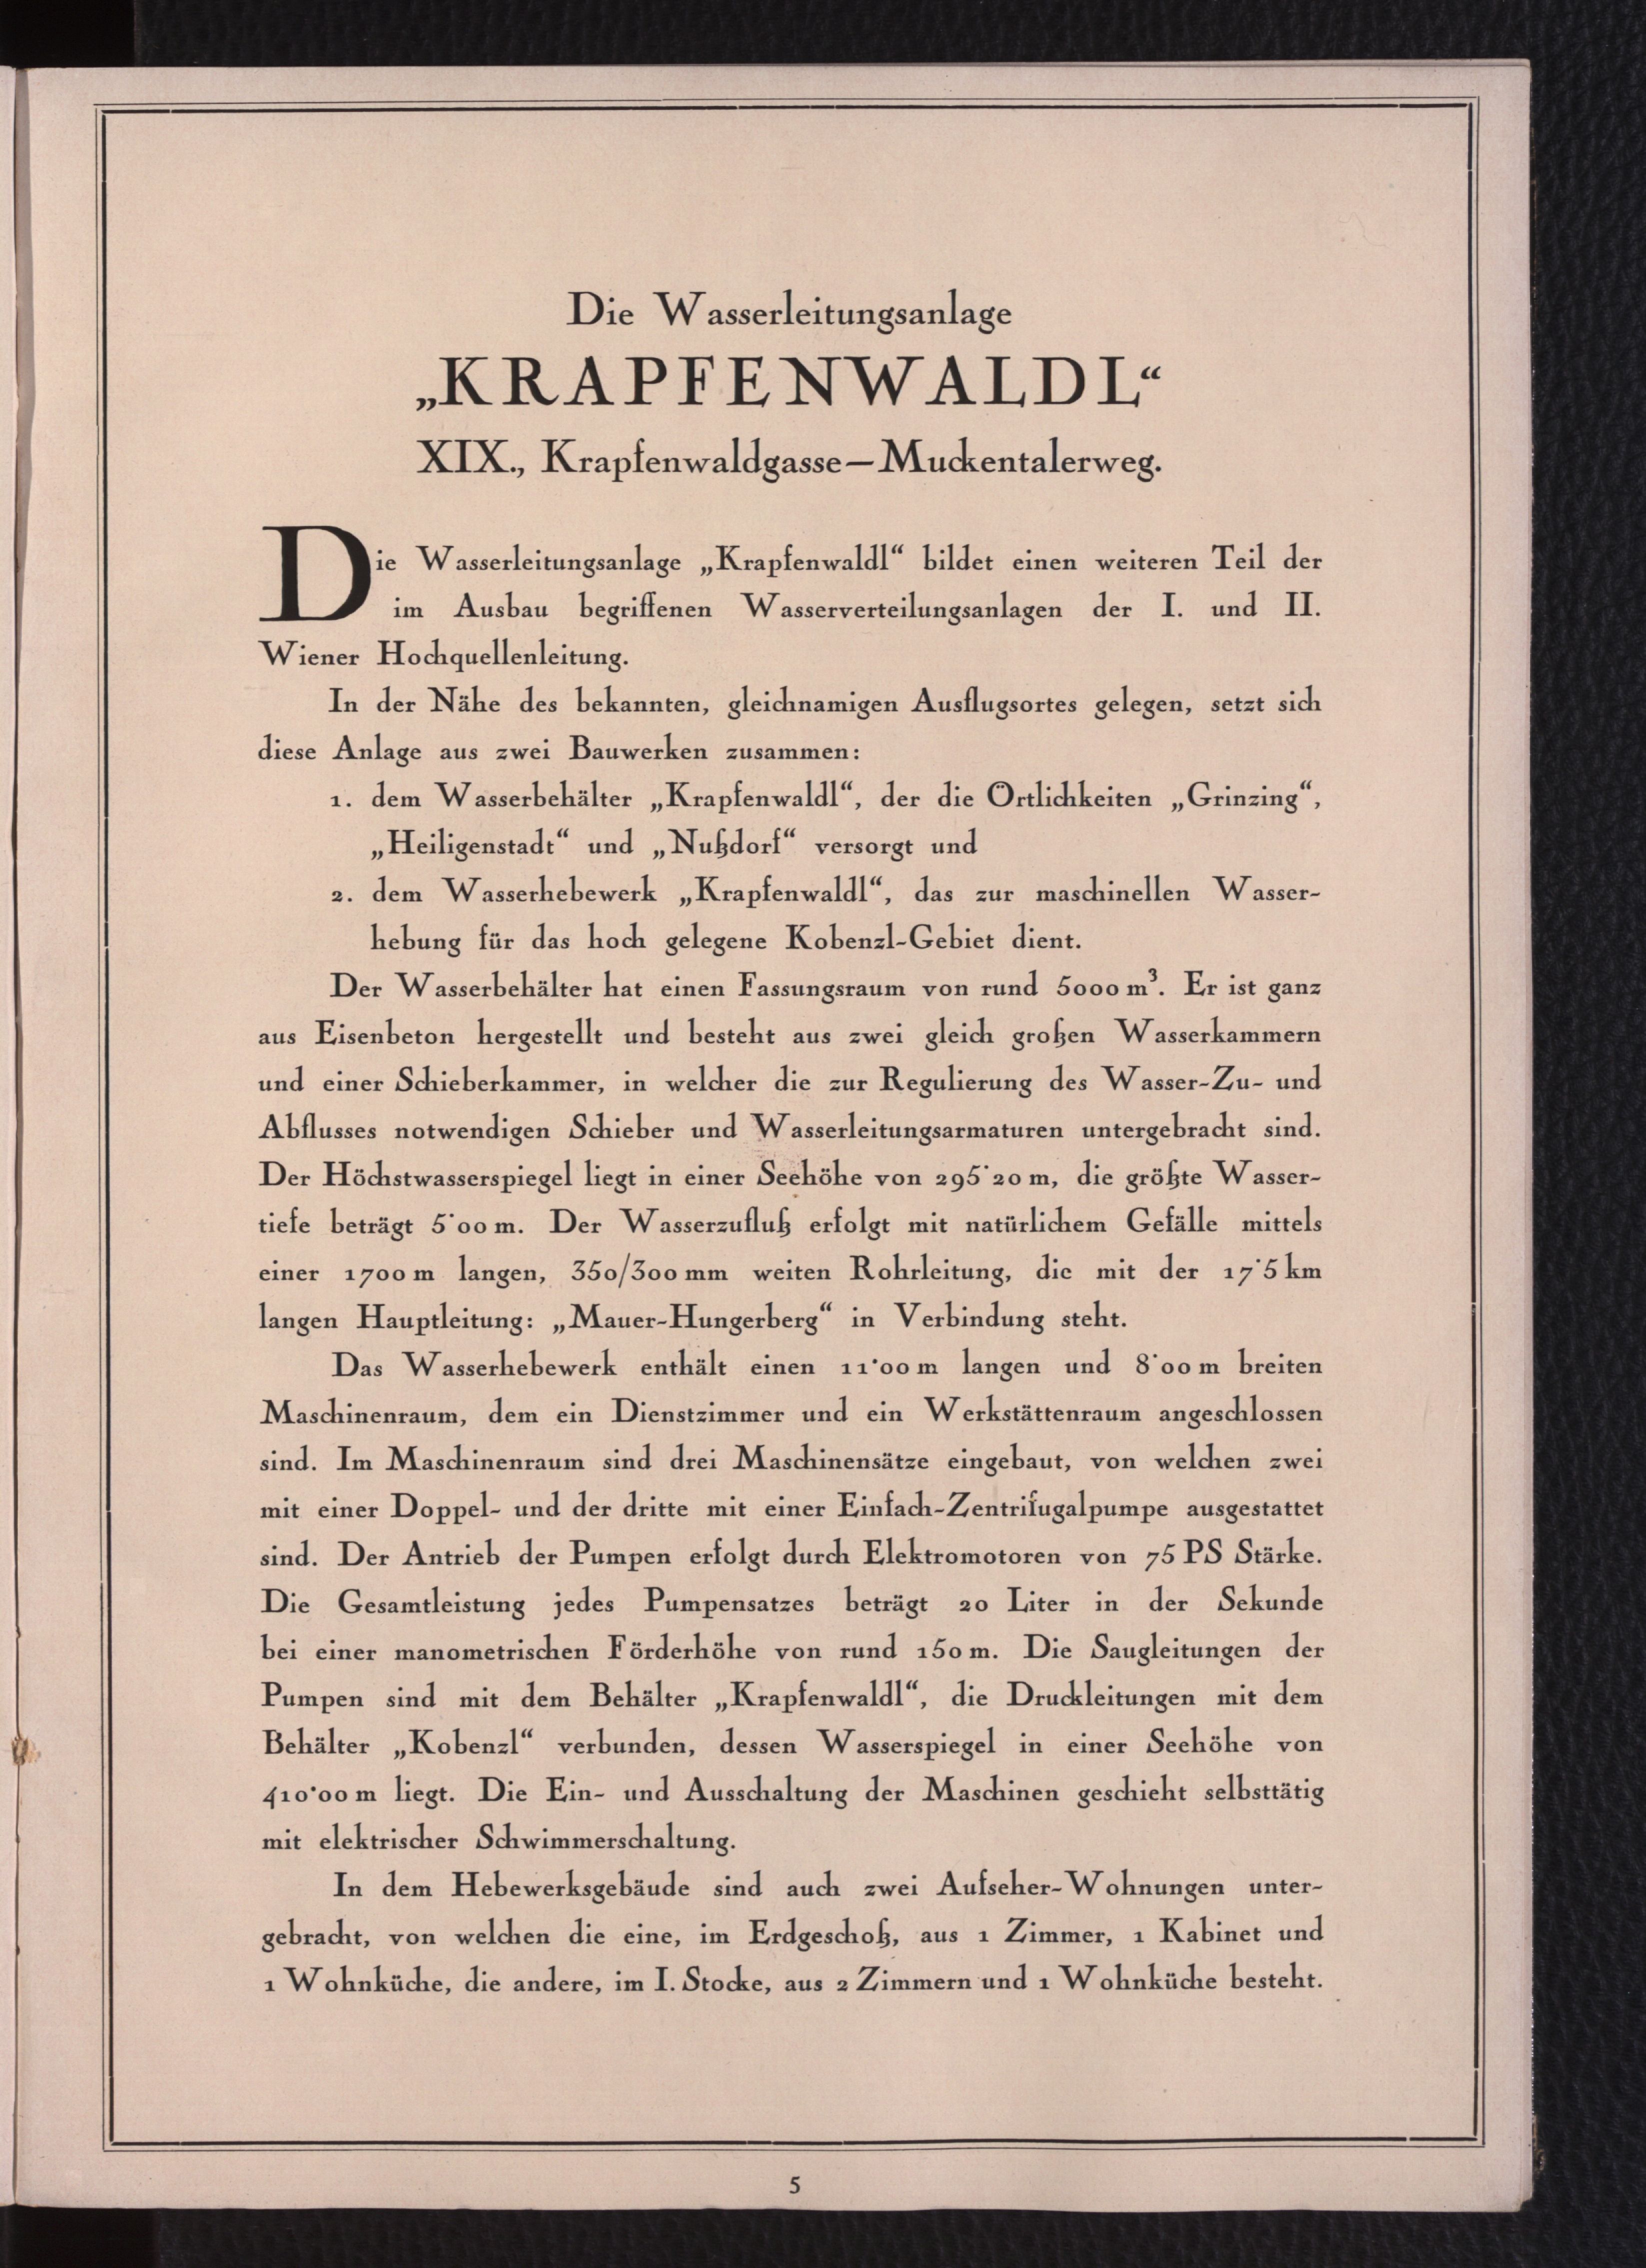 Die Wasserleitungsanlage
„KRAPFENWALDL“
XIX., Krapfenwaldgasse—Muckentalerweg.
Die Wasserleitungsanlage „Krapfenwaldl“ bildet einen weiteren Teil der
im Ausbau begriffenen Wasserverteilungsanlagen der I. und II.
Wiener Hochquellenleitung.
In der Nähe des bekannten, gleichnamigen Ausflugsortes gelegen, setzt sich
diese Anlage aus zwei Bauwerken zusammen:
1. dem Wasserbehälter „Krapfenwaldl“, der die Örtlichkeiten „Grinzing“,
„Heiligenstadt“ und „Nußdorf“ versorgt und
2. dem Wasserhebewerk „Krapfenwaldl“, das zur maschinellen Wasser-
hebung für das hoch gelegene Kobenzl-Gebiet dient.
Der Wasserbehälter hat einen Fassungsraum von rund 5000 m³. Er ist ganz
aus Eisenbeton hergestellt und besteht aus zwei gleich großen Wasserkammern
und einer Schieberkammer, in welcher die zur Regulierung des Wasser-Zu- und
Abflusses notwendigen Schieber und Wasserleitungsarmaturen untergebracht sind.
Der Höchstwasserspiegel liegt in einer Seehöhe von 295˙20 m, die größte Wasser-
tiefe beträgt 5˙00 m. Der Wasserzufluß erfolgt mit natürlichem Gefälle mittels
einer 1700 m langen, 350/300 mm weiten Rohrleitung, die mit der 17˙5 km
langen Hauptleitung: „Mauer-Hungerberg“ in Verbindung steht.
Das Wasserhebewerk enthält einen 11˙00 m langen und 8˙00 m breiten
Maschinenraum, dem ein Dienstzimmer und ein Werkstättenraum angeschlossen
sind. Im Maschinenraum sind drei Maschinensätze eingebaut, von welchen zwei
mit einer Doppel- und der dritte mit einer Einfach-Zentrifugalpumpe ausgestattet
sind. Der Antrieb der Pumpen erfolgt durch Elektromotoren von 75 PS Stärke.
Die Gesamtleistung jedes Pumpensatzes beträgt 20 Liter in der Sekunde
bei einer manometrischen Förderhöhe von rund 150 m. Die Saugleitungen der
Pumpen sind mit dem Behälter „Krapfenwaldl“, die Druckleitungen mit dem
Behälter „Kobenzl“ verbunden, dessen Wasserspiegel in einer Seehöhe von
410˙00 m liegt. Die Ein- und Ausschaltung der Maschinen geschieht selbsttätig
mit elektrischer Schwimmerschaltung.
In dem Hebewerksgebäude sind auch zwei Aufseher-Wohnungen unter-
gebracht, von welchen die eine, im Erdgeschoß, aus 1 Zimmer, 1 Kabinet und
1 Wohnküche, die andere, im I. Stocke, aus 2 Zimmern und 1 Wohnküche besteht.
5